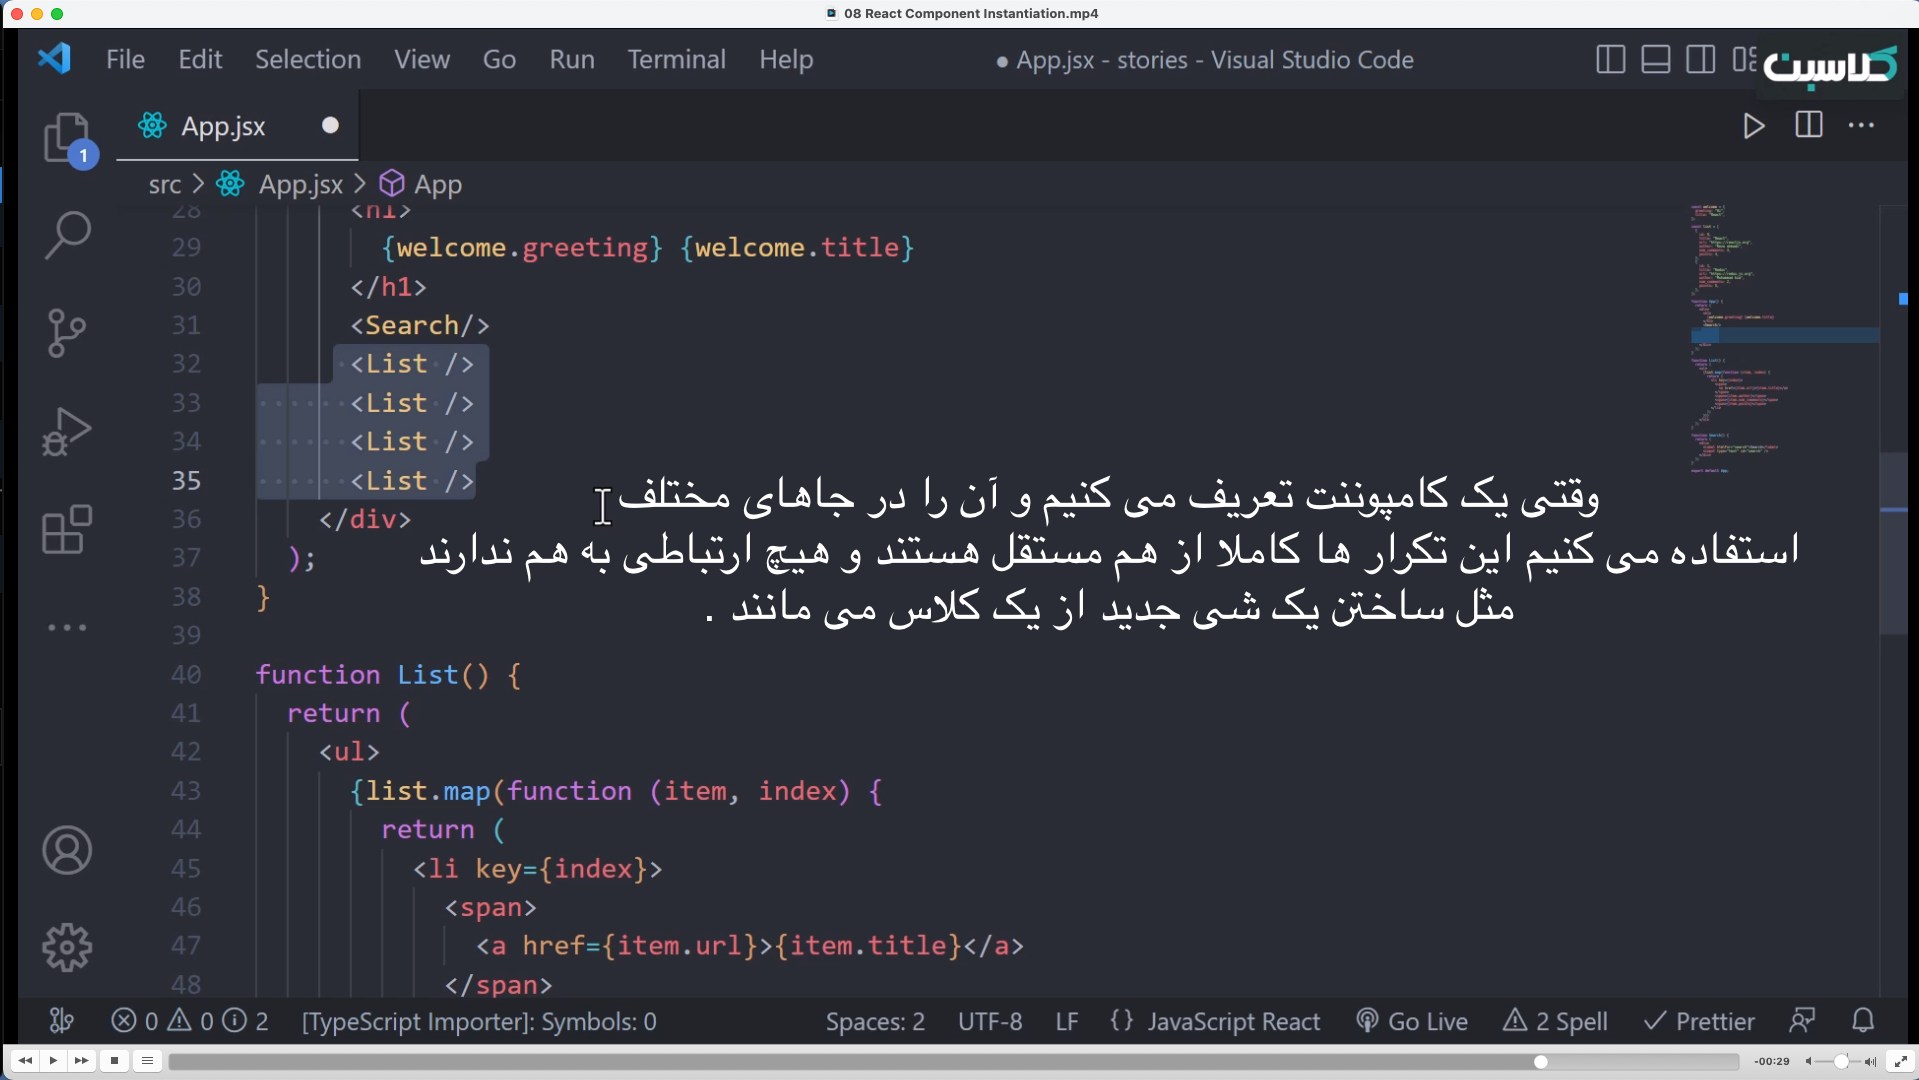 08 React Component Instantiation.mp4
File Edit Selection View Go Run Terminal Help
● App.jsx - stories - Visual Studio Code
کلاسیت
App.jsx
1
src > App.jsx > App
28 <h1>
29 {welcome.greeting} {welcome.title}
30 </h1>
31 <Search/>
32 <List />
33 <List />
34 <List />
35 <List />
36 </div>
37 );
38 }
39
وقتی یک کامپوننت تعریف می کنیم و آن را در جاهای مختلف
استفاده می کنیم این تکرار ها کاملا از هم مستقل هستند و هیچ ارتباطی به هم ندارند
مثل ساختن یک شی جدید از یک کلاس می مانند .
40 function List() {
41 return (
42 <ul>
43 {list.map(function (item, index) {
44 return (
45 <li key={index}>
46 <span>
47 <a href={item.url}>{item.title}</a>
48 </span>
0 0 2 [TypeScript Importer]: Symbols: 0 Spaces: 2 UTF-8 LF {} JavaScript React Go Live 2 Spell Prettier
-00:29